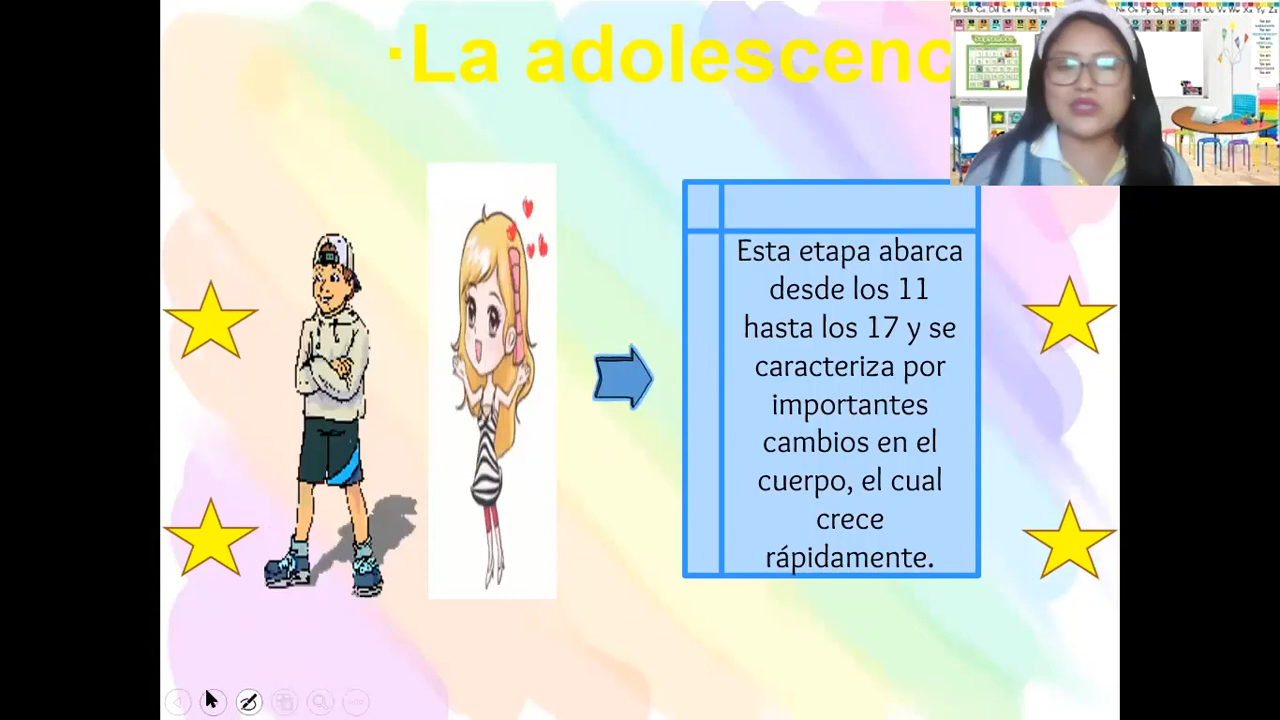 ·La adolescenc
Esta etapa abarca
desde los 11
hasta los 17 y se
caracteriza por
importantes
cambios en el
cuerpo, el cual
crece
rápidamente.